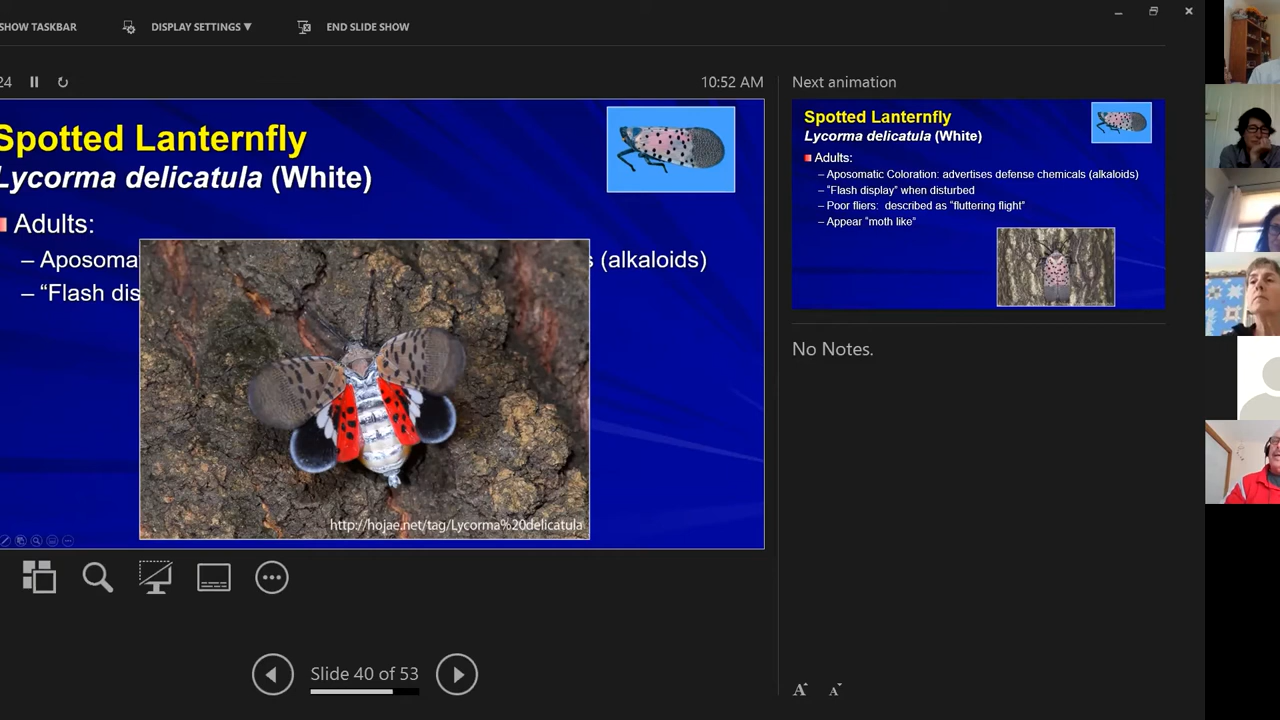 SHOW TASKBAR
DISPLAY SETTINGS ▼
END SLIDE SHOW
24
10:52 AM
Spotted Lanternfly
Lycorma delicatula (White)
Adults:
– Aposoma
s (alkaloids)
– “Flash dis
http://hojae.net/tag/Lycorma%20delicatula
Slide 40 of 53
Next animation
Spotted Lanternfly
Lycorma delicatula (White)
Adults:
– Aposomatic Coloration: advertises defense chemicals (alkaloids)
– “Flash display” when disturbed
– Poor fliers: described as “fluttering flight”
– Appear “moth like”
No Notes.
A A